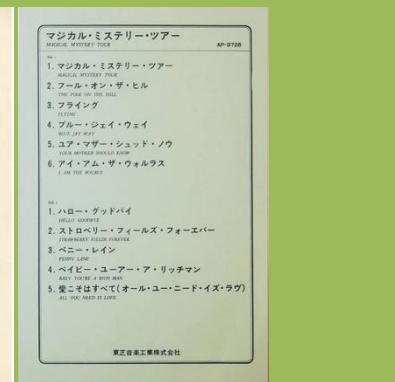 マジカル・ミステリー・ツアー
MAGICAL MYSTERY TOUR AP-9728
1. マジカル・ミステリー・ツアー
MAGICAL MYSTERY TOUR
2. フール・オン・ザ・ヒル
THE FOOL ON THE HILL
3. フライング
FLYING
4. ブルー・ジェイ・ウェイ
BLUE JAY WAY
5. ユア・マザー・シュッド・ノウ
YOUR MOTHER SHOULD KNOW
6. アイ・アム・ザ・ウォルラス
I AM THE WALRUS
1. ハロー・グッドバイ
HELLO GOODBYE
2. ストロベリー・フィールズ・フォーエバー
STRAWBERRY FIELDS FOREVER
3. ペニー・レイン
PENNY LANE
4. ベイビー・ユーアー・ア・リッチマン
BABY YOU'RE A RICH MAN
5. 愛こそはすべて(オール・ユー・ニード・イズ・ラヴ)
ALL YOU NEED IS LOVE
東芝音楽工業株式会社